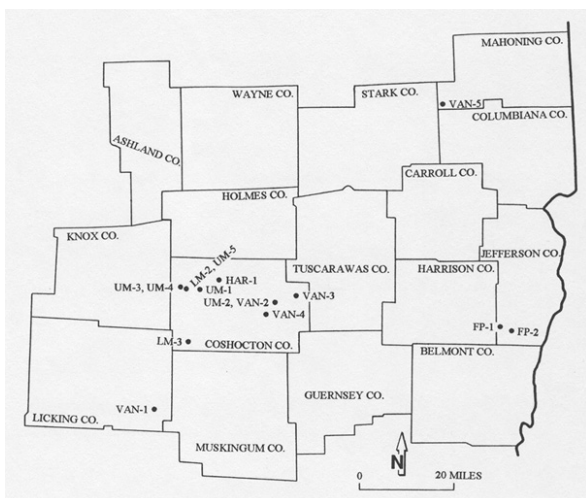 MAHONING CO.
WAYNE CO.
STARK CO.
VAN-5
COLUMBIANA CO.
ASHLAND CO.
CARROLL CO.
HOLMES CO.
KNOX CO.
JEFFERSON CO.
LM-2, UM-5
TUSCARAWAS CO.
HARRISON CO.
HAR-1
UM-3, UM-4
UM-1
UM-2, VAN-2
VAN-3
VAN-4
FP-1
FP-2
LM-3
COSHOCTON CO.
BELMONT CO.
GUERNSEY CO.
VAN-1
LICKING CO.
MUSKINGUM CO.
N
0
20 MILES